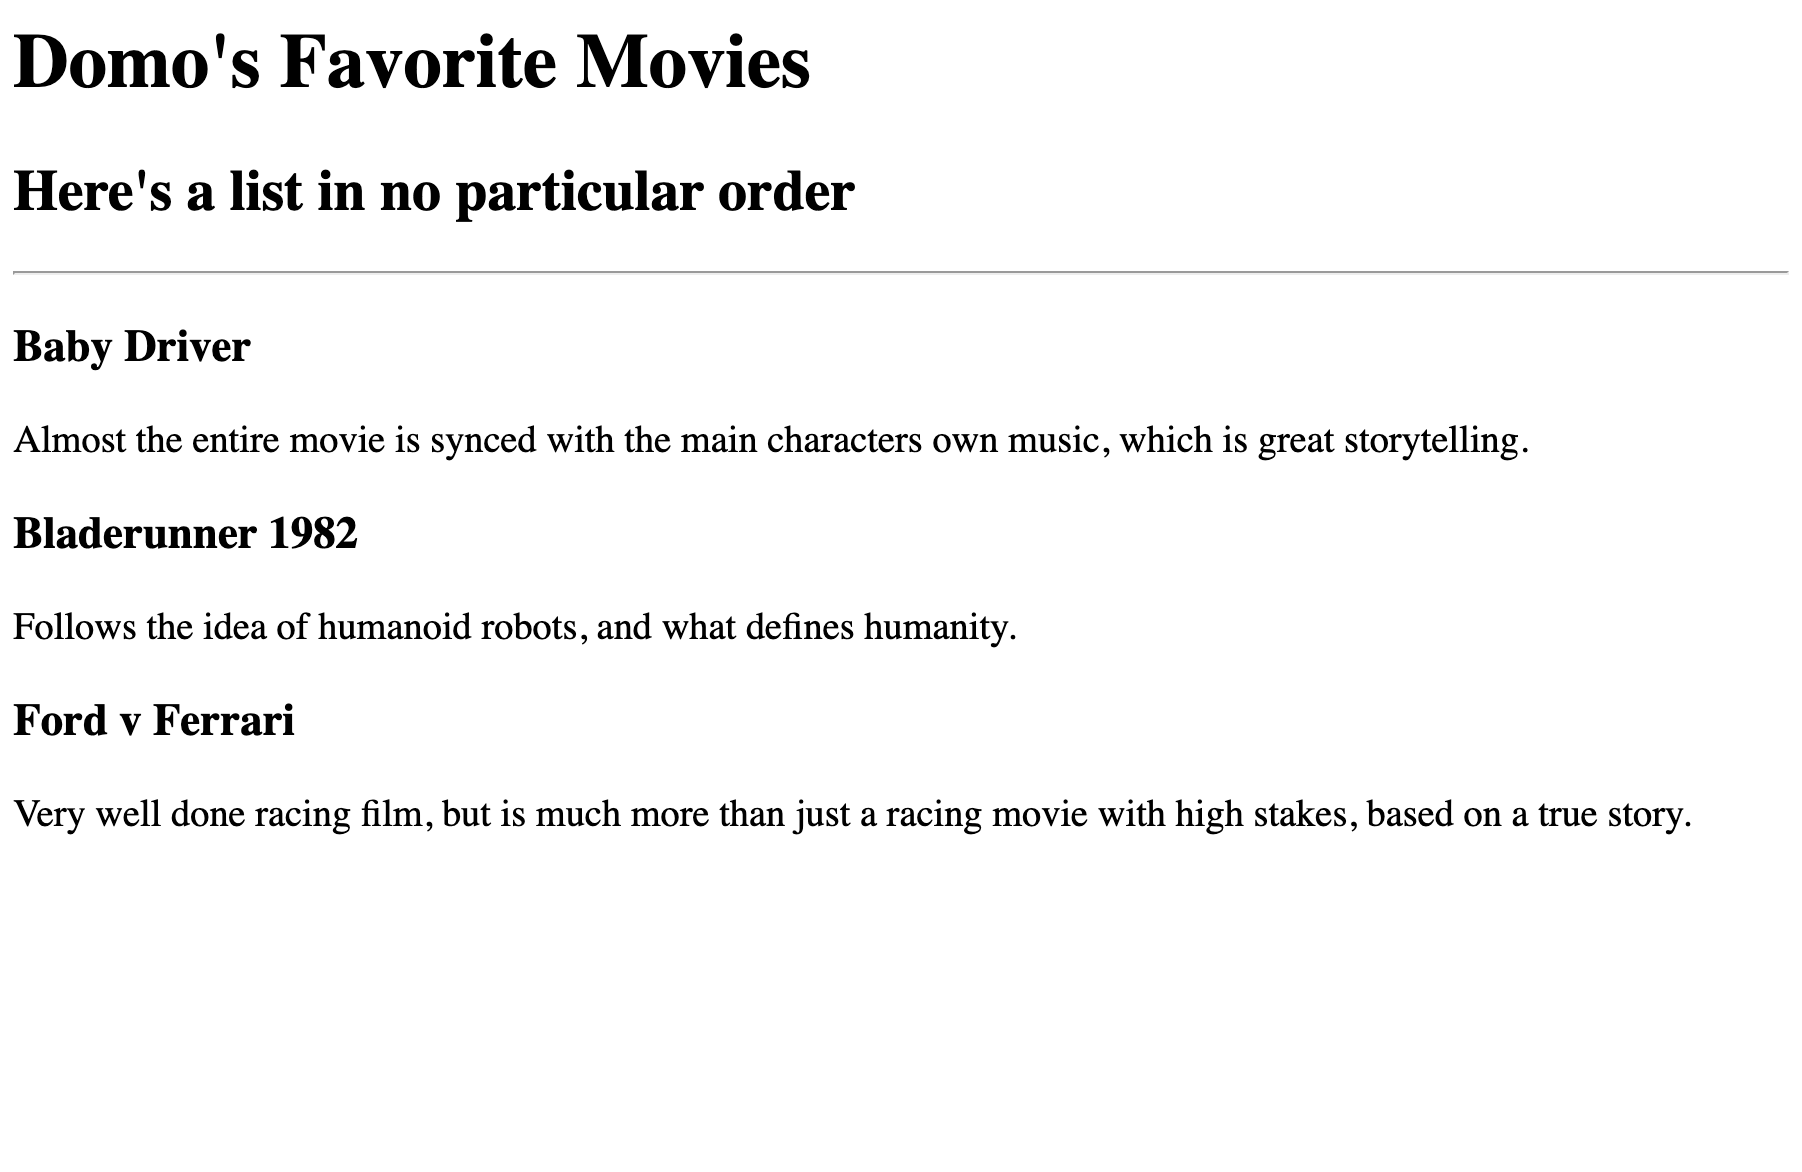 Domo's Favorite Movies
Here's a list in no particular order
Baby Driver
Almost the entire movie is synced with the main characters own music, which is great storytelling.
Bladerunner 1982
Follows the idea of humanoid robots, and what defines humanity.
Ford v Ferrari
Very well done racing film, but is much more than just a racing movie with high stakes, based on a true story.